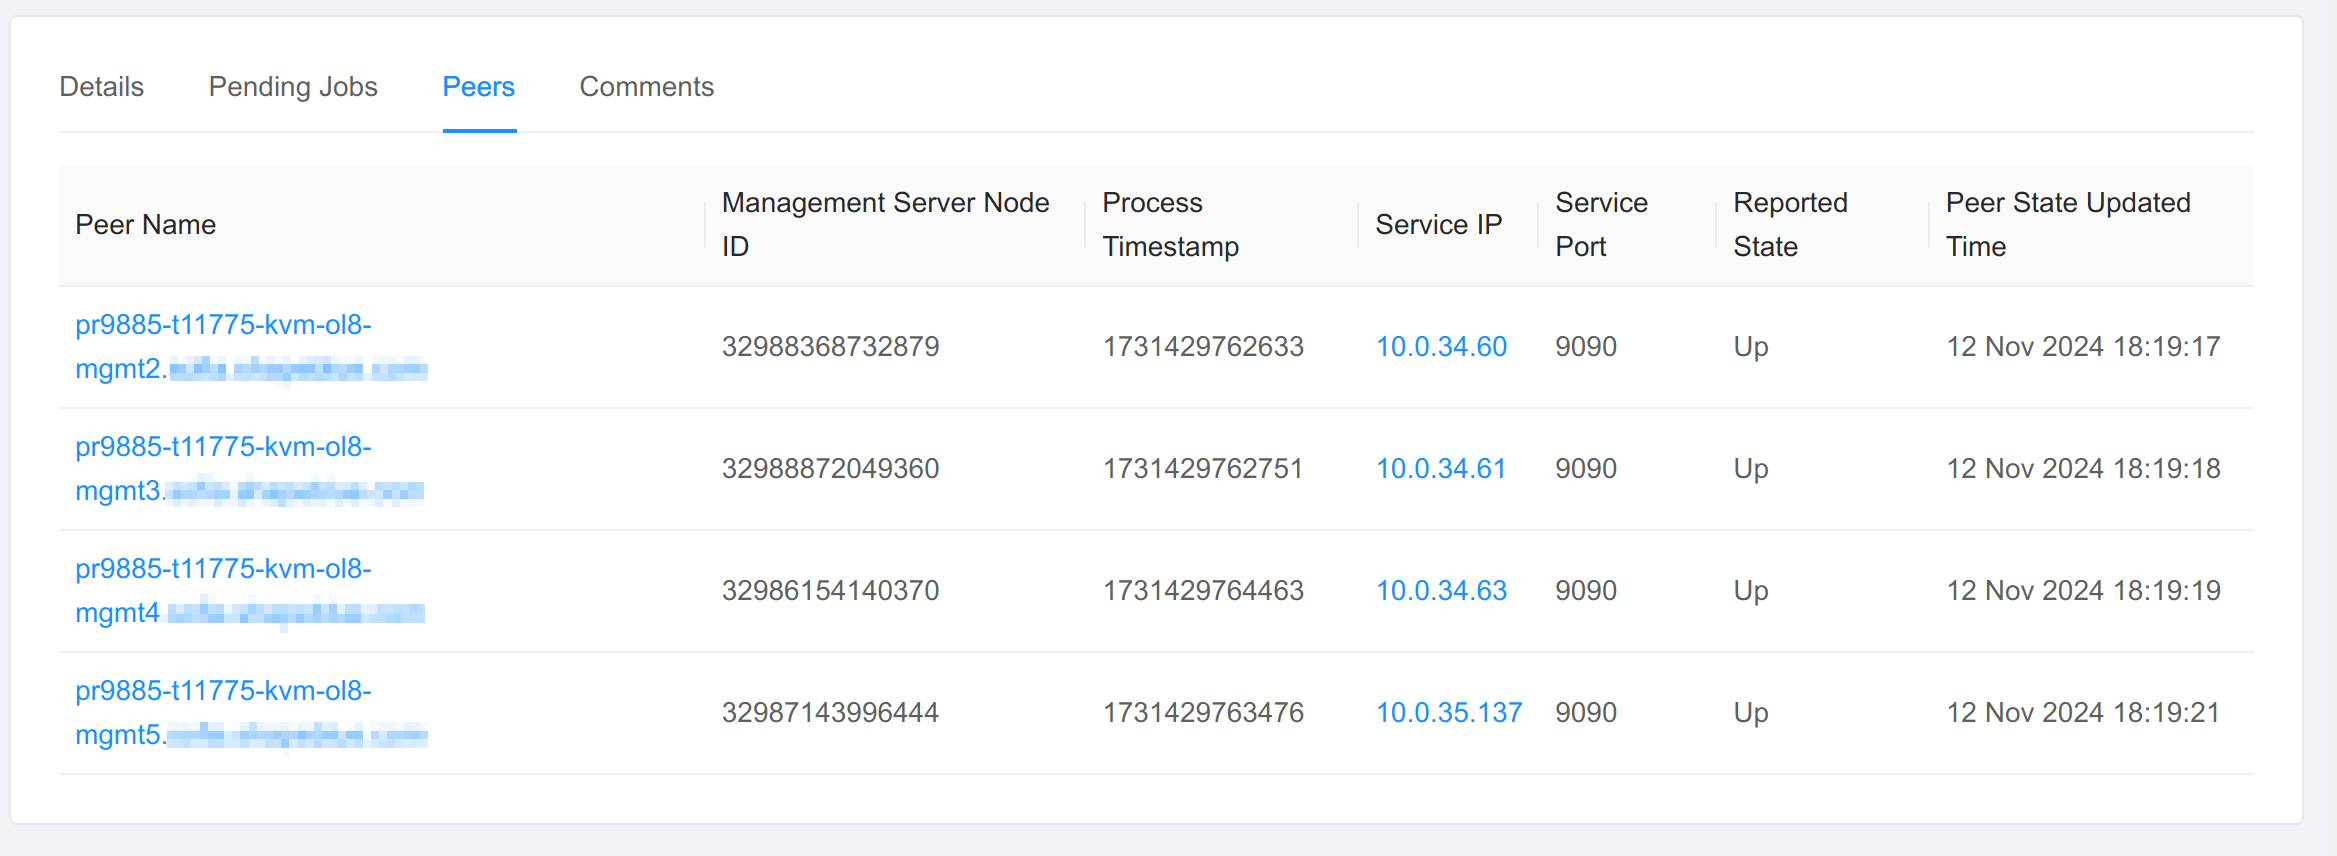 Details Pending Jobs Peers Comments
Peer Name Management Server Node ID Process Timestamp Service IP Service Port Reported State Peer State Updated Time
pr9885-t11775-kvm-ol8-
mgmt2. 32988368732879 1731429762633 10.0.34.60 9090 Up 12 Nov 2024 18:19:17
pr9885-t11775-kvm-ol8-
mgmt3. 32988872049360 1731429762751 10.0.34.61 9090 Up 12 Nov 2024 18:19:18
pr9885-t11775-kvm-ol8-
mgmt4 32986154140370 1731429764463 10.0.34.63 9090 Up 12 Nov 2024 18:19:19
pr9885-t11775-kvm-ol8-
mgmt5. 32987143996444 1731429763476 10.0.35.137 9090 Up 12 Nov 2024 18:19:21